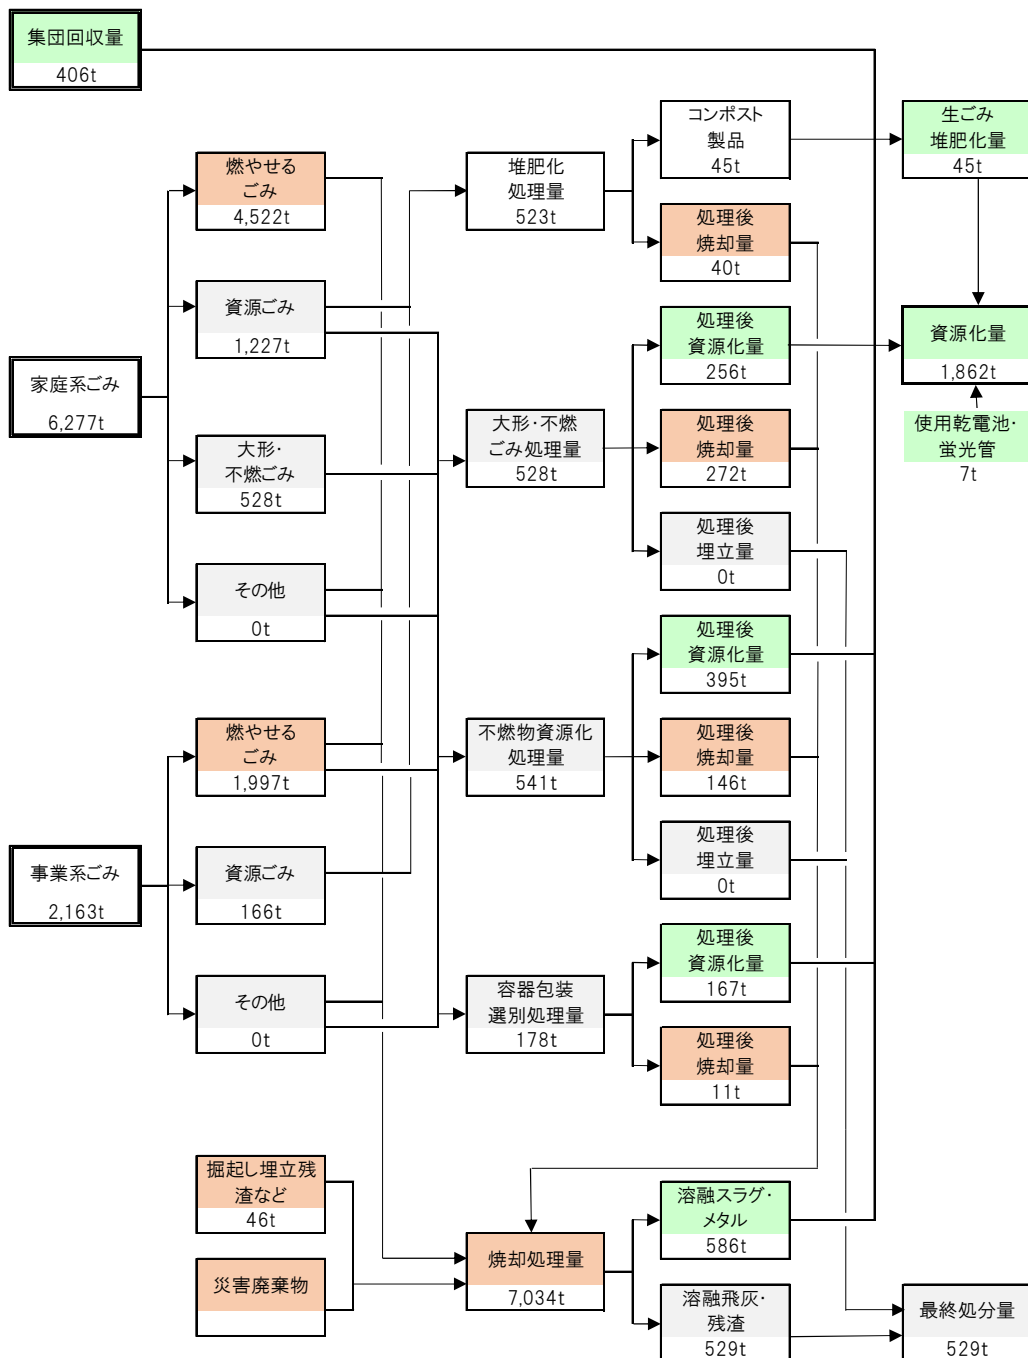 集団回収量
406t
家庭系ごみ
6,277t
事業系ごみ
2,163t
燃やせる
ごみ
4,522t
資源ごみ
1,227t
大形・
不燃ごみ
528t
その他
0t
燃やせる
ごみ
1,997t
資源ごみ
166t
その他
0t
掘起し埋立残
渣など
46t
災害廃棄物
堆肥化
処理量
523t
大形・不燃
ごみ処理量
528t
不燃物資源化
処理量
541t
容器包装
選別処理量
178t
焼却処理量
7,034t
コンポスト
製品
45t
処理後
焼却量
40t
処理後
資源化量
256t
処理後
焼却量
272t
処理後
埋立量
0t
処理後
資源化量
395t
処理後
焼却量
146t
処理後
埋立量
0t
処理後
資源化量
167t
処理後
焼却量
11t
溶融スラグ・
メタル
586t
溶融飛灰・
残渣
529t
生ごみ
堆肥化量
45t
資源化量
1,862t
使用乾電池・
蛍光管
7t
最終処分量
529t